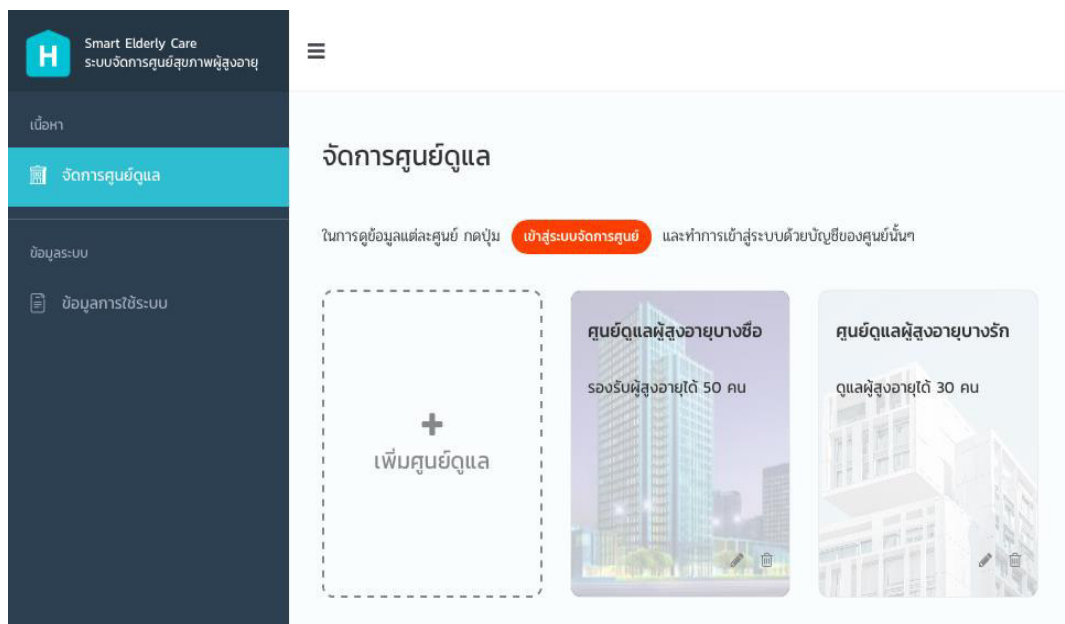 H
Smart Elderly Care
ระบบจัดการศูนย์สุขภาพผู้สูงอายุ
เนื้อหา
จัดการศูนย์ดูแล
ข้อมูลระบบ
ข้อมูลการใช้ระบบ
จัดการศูนย์ดูแล
ในการดูข้อมูลแต่ละศูนย์ กดปุ่ม เข้าสู่ระบบจัดการศูนย์ และทำการเข้าสู่ระบบด้วยบัญชีของศูนย์นั้นๆ
เพิ่มศูนย์ดูแล
ศูนย์ดูแลผู้สูงอายุบางซื่อ
รองรับผู้สูงอายุได้ 50 คน
ศูนย์ดูแลผู้สูงอายุบางรัก
ดูแลผู้สูงอายุได้ 30 คน